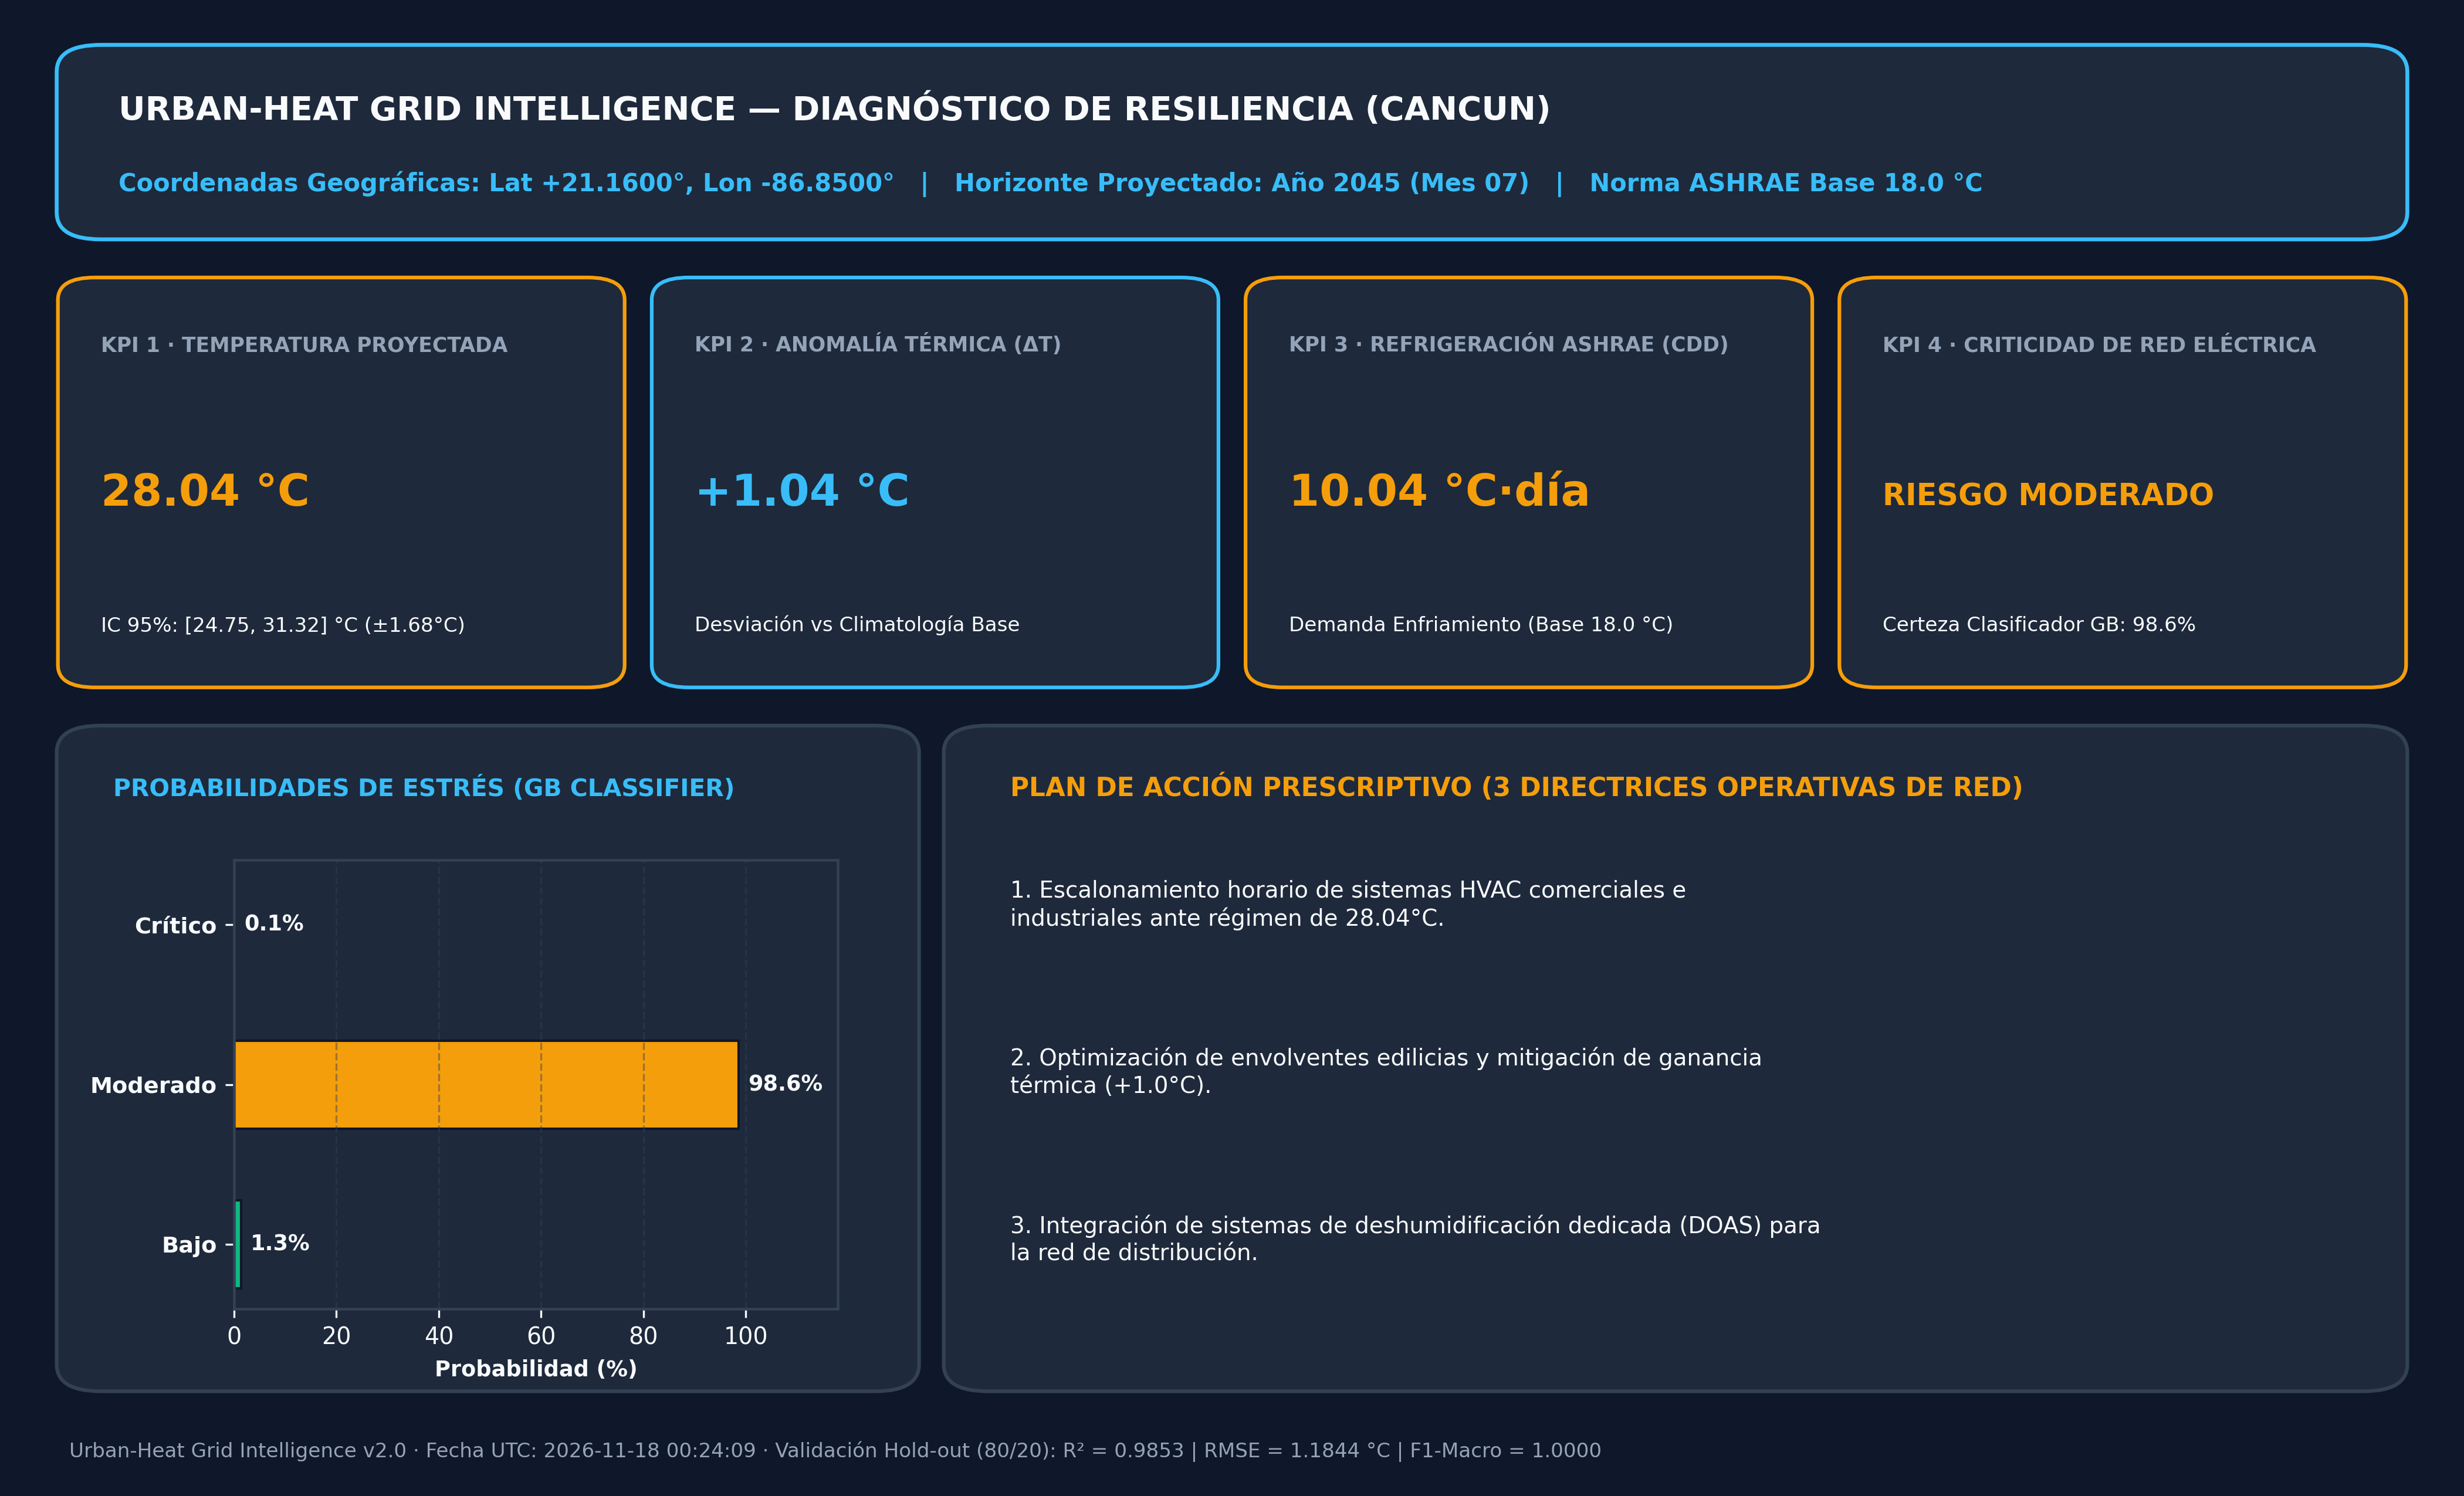 URBAN-HEAT GRID INTELLIGENCE — DIAGNÓSTICO DE RESILIENCIA (CANCUN)
Coordenadas Geográficas: Lat +21.1600°, Lon -86.8500° | Horizonte Proyectado: Año 2045 (Mes 07) | Norma ASHRAE Base 18.0 °C
KPI 1 · TEMPERATURA PROYECTADA
28.04 °C
IC 95%: [24.75, 31.32] °C (±1.68°C)
KPI 2 · ANOMALÍA TÉRMICA (ΔT)
+1.04 °C
Desviación vs Climatología Base
KPI 3 · REFRIGERACIÓN ASHRAE (CDD)
10.04 °C·día
Demanda Enfriamiento (Base 18.0 °C)
KPI 4 · CRITICIDAD DE RED ELÉCTRICA
RIESGO MODERADO
Certeza Clasificador GB: 98.6%
PROBABILIDADES DE ESTRÉS (GB CLASSIFIER)
Crítico 0.1%
Moderado 98.6%
Bajo 1.3%
0 20 40 60 80 100
Probabilidad (%)
PLAN DE ACCIÓN PRESCRIPTIVO (3 DIRECTRICES OPERATIVAS DE RED)
1. Escalonamiento horario de sistemas HVAC comerciales e
industriales ante régimen de 28.04°C.
2. Optimización de envolventes edilicias y mitigación de ganancia
térmica (+1.0°C).
3. Integración de sistemas de deshumidificación dedicada (DOAS) para
la red de distribución.
Urban-Heat Grid Intelligence v2.0 · Fecha UTC: 2026-11-18 00:24:09 · Validación Hold-out (80/20): R² = 0.9853 | RMSE = 1.1844 °C | F1-Macro = 1.0000